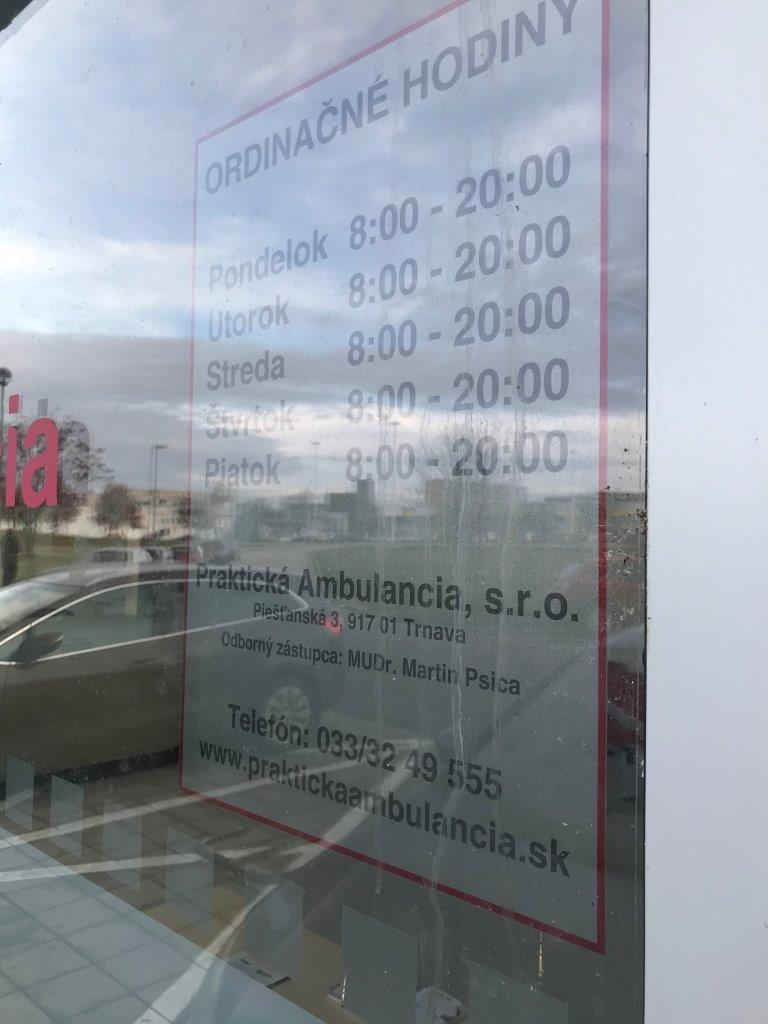 ORDINAČNÉ HODINY
Pondelok 8:00 - 20:00
Utorok 8:00 - 20:00
Streda 8:00 - 20:00
Štvrtok 8:00 - 20:00
Piatok 8:00 - 20:00
ia
Praktická Ambulancia, s.r.o.
Piešťanská 3, 917 01 Trnava
Odborný zástupca: MUDr. Martin Psica
Telefón: 033/32 49 555
www.praktickaambulancia.sk